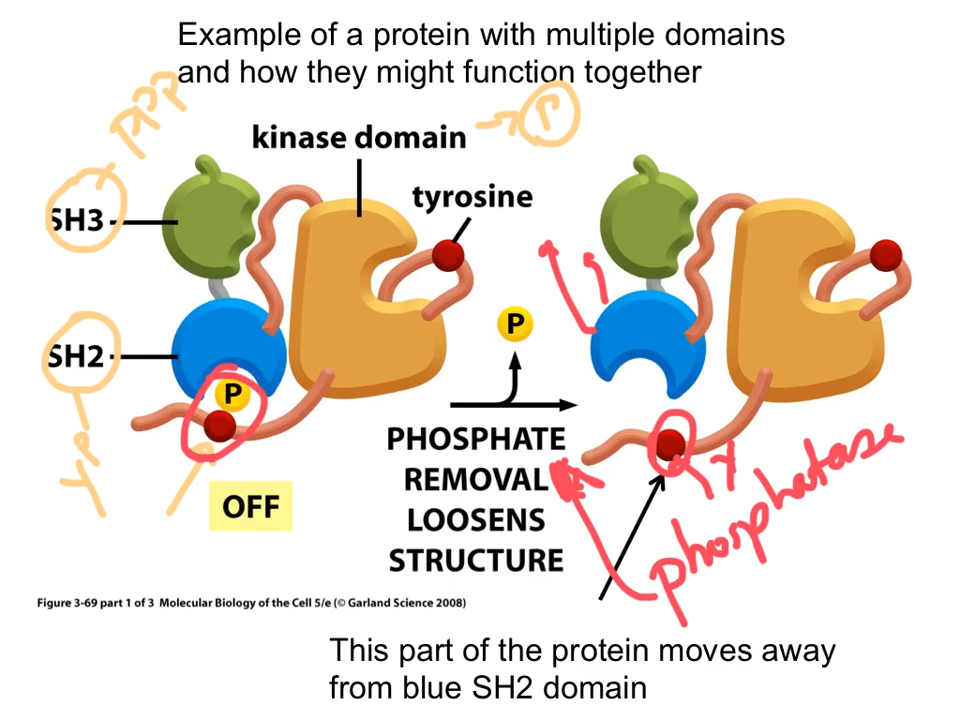 Example of a protein with multiple domains
and how they might function together
kinase domain
P
tyrosine
SH3
SH2
P
P
OFF
PHOSPHATE
REMOVAL
LOOSENS
STRUCTURE
phosphatase
Figure 3-69 part 1 of 3 Molecular Biology of the Cell 5/e (© Garland Science 2008)
This part of the protein moves away
from blue SH2 domain